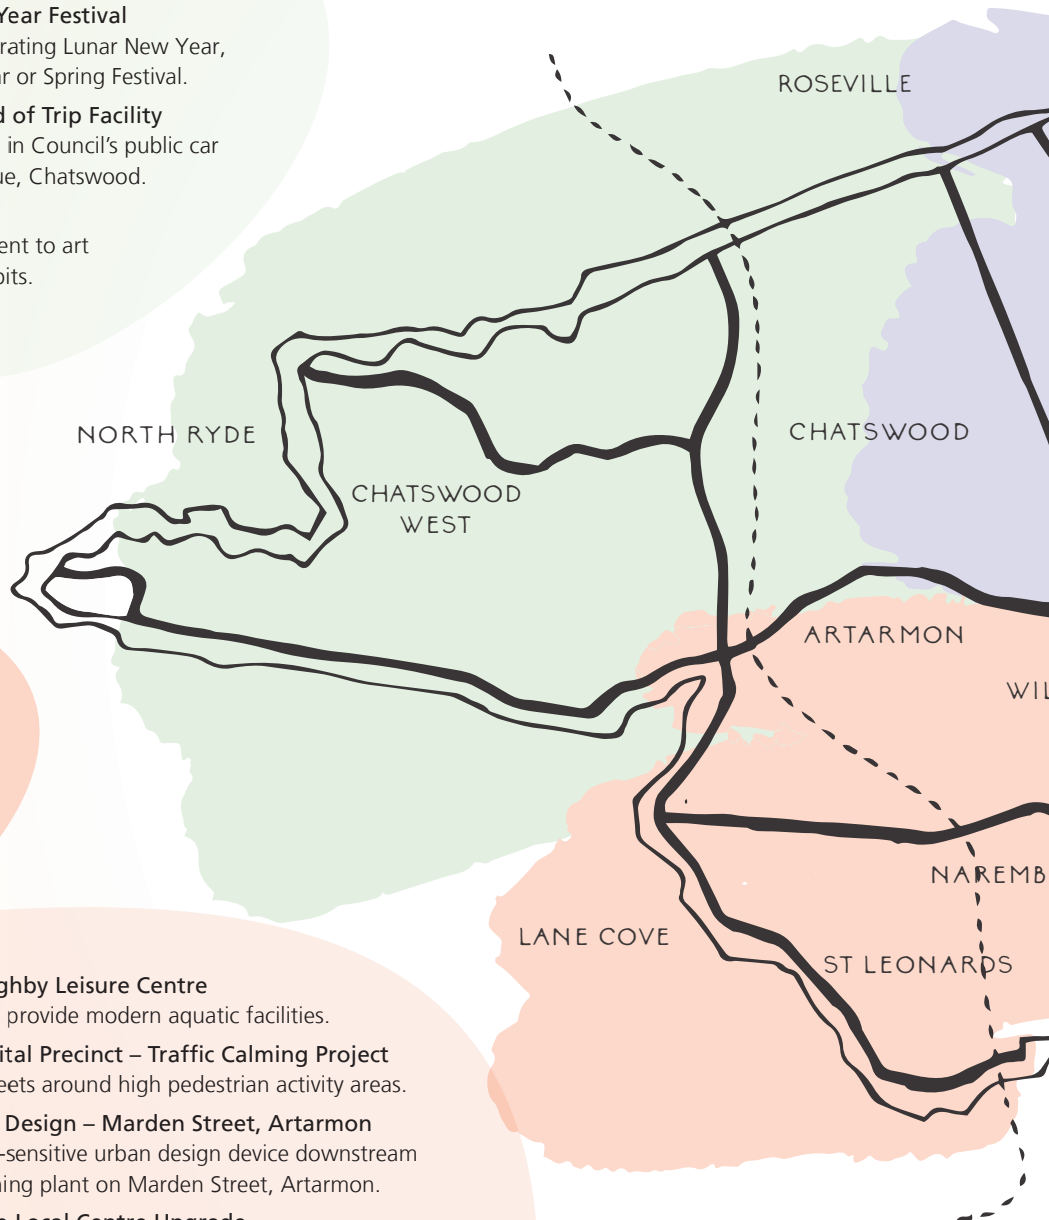 Year Festival
rating Lunar New Year,
ar or Spring Festival.
d of Trip Facility
in Council's public car
ue, Chatswood.
ent to art
bits.
ROSEVILLE
NORTH RYDE
CHATSWOOD
CHATSWOOD
WEST
ARTARMON
WIL
NAREMB
LANE COVE
ST LEONARDS
ghby Leisure Centre
provide modern aquatic facilities.
ital Precinct – Traffic Calming Project
eets around high pedestrian activity areas.
Design – Marden Street, Artarmon
-sensitive urban design device downstream
ning plant on Marden Street, Artarmon.
Local Centre Upgrade